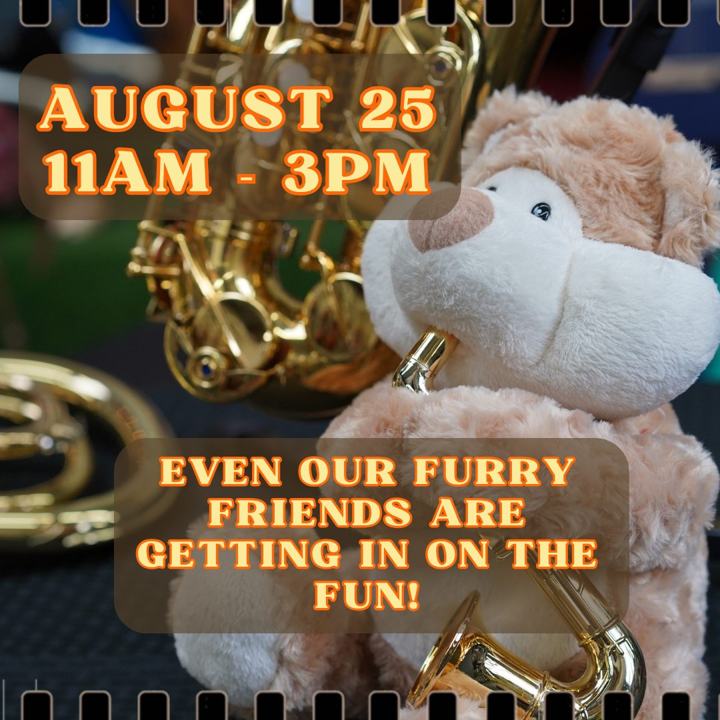 AUGUST 25
11AM - 3PM
EVEN OUR FURRY
FRIENDS ARE
GETTING IN ON THE
FUN!